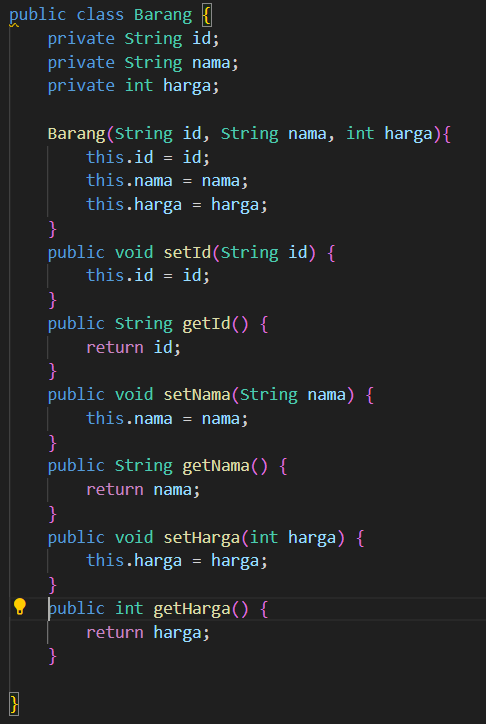 public class Barang {
    private String id;
    private String nama;
    private int harga;

    Barang(String id, String nama, int harga){
        this.id = id;
        this.nama = nama;
        this.harga = harga;
    }
    public void setId(String id) {
        this.id = id;
    }
    public String getId() {
        return id;
    }
    public void setNama(String nama) {
        this.nama = nama;
    }
    public String getNama() {
        return nama;
    }
    public void setHarga(int harga) {
        this.harga = harga;
    }
    public int getHarga() {
        return harga;
    }

}